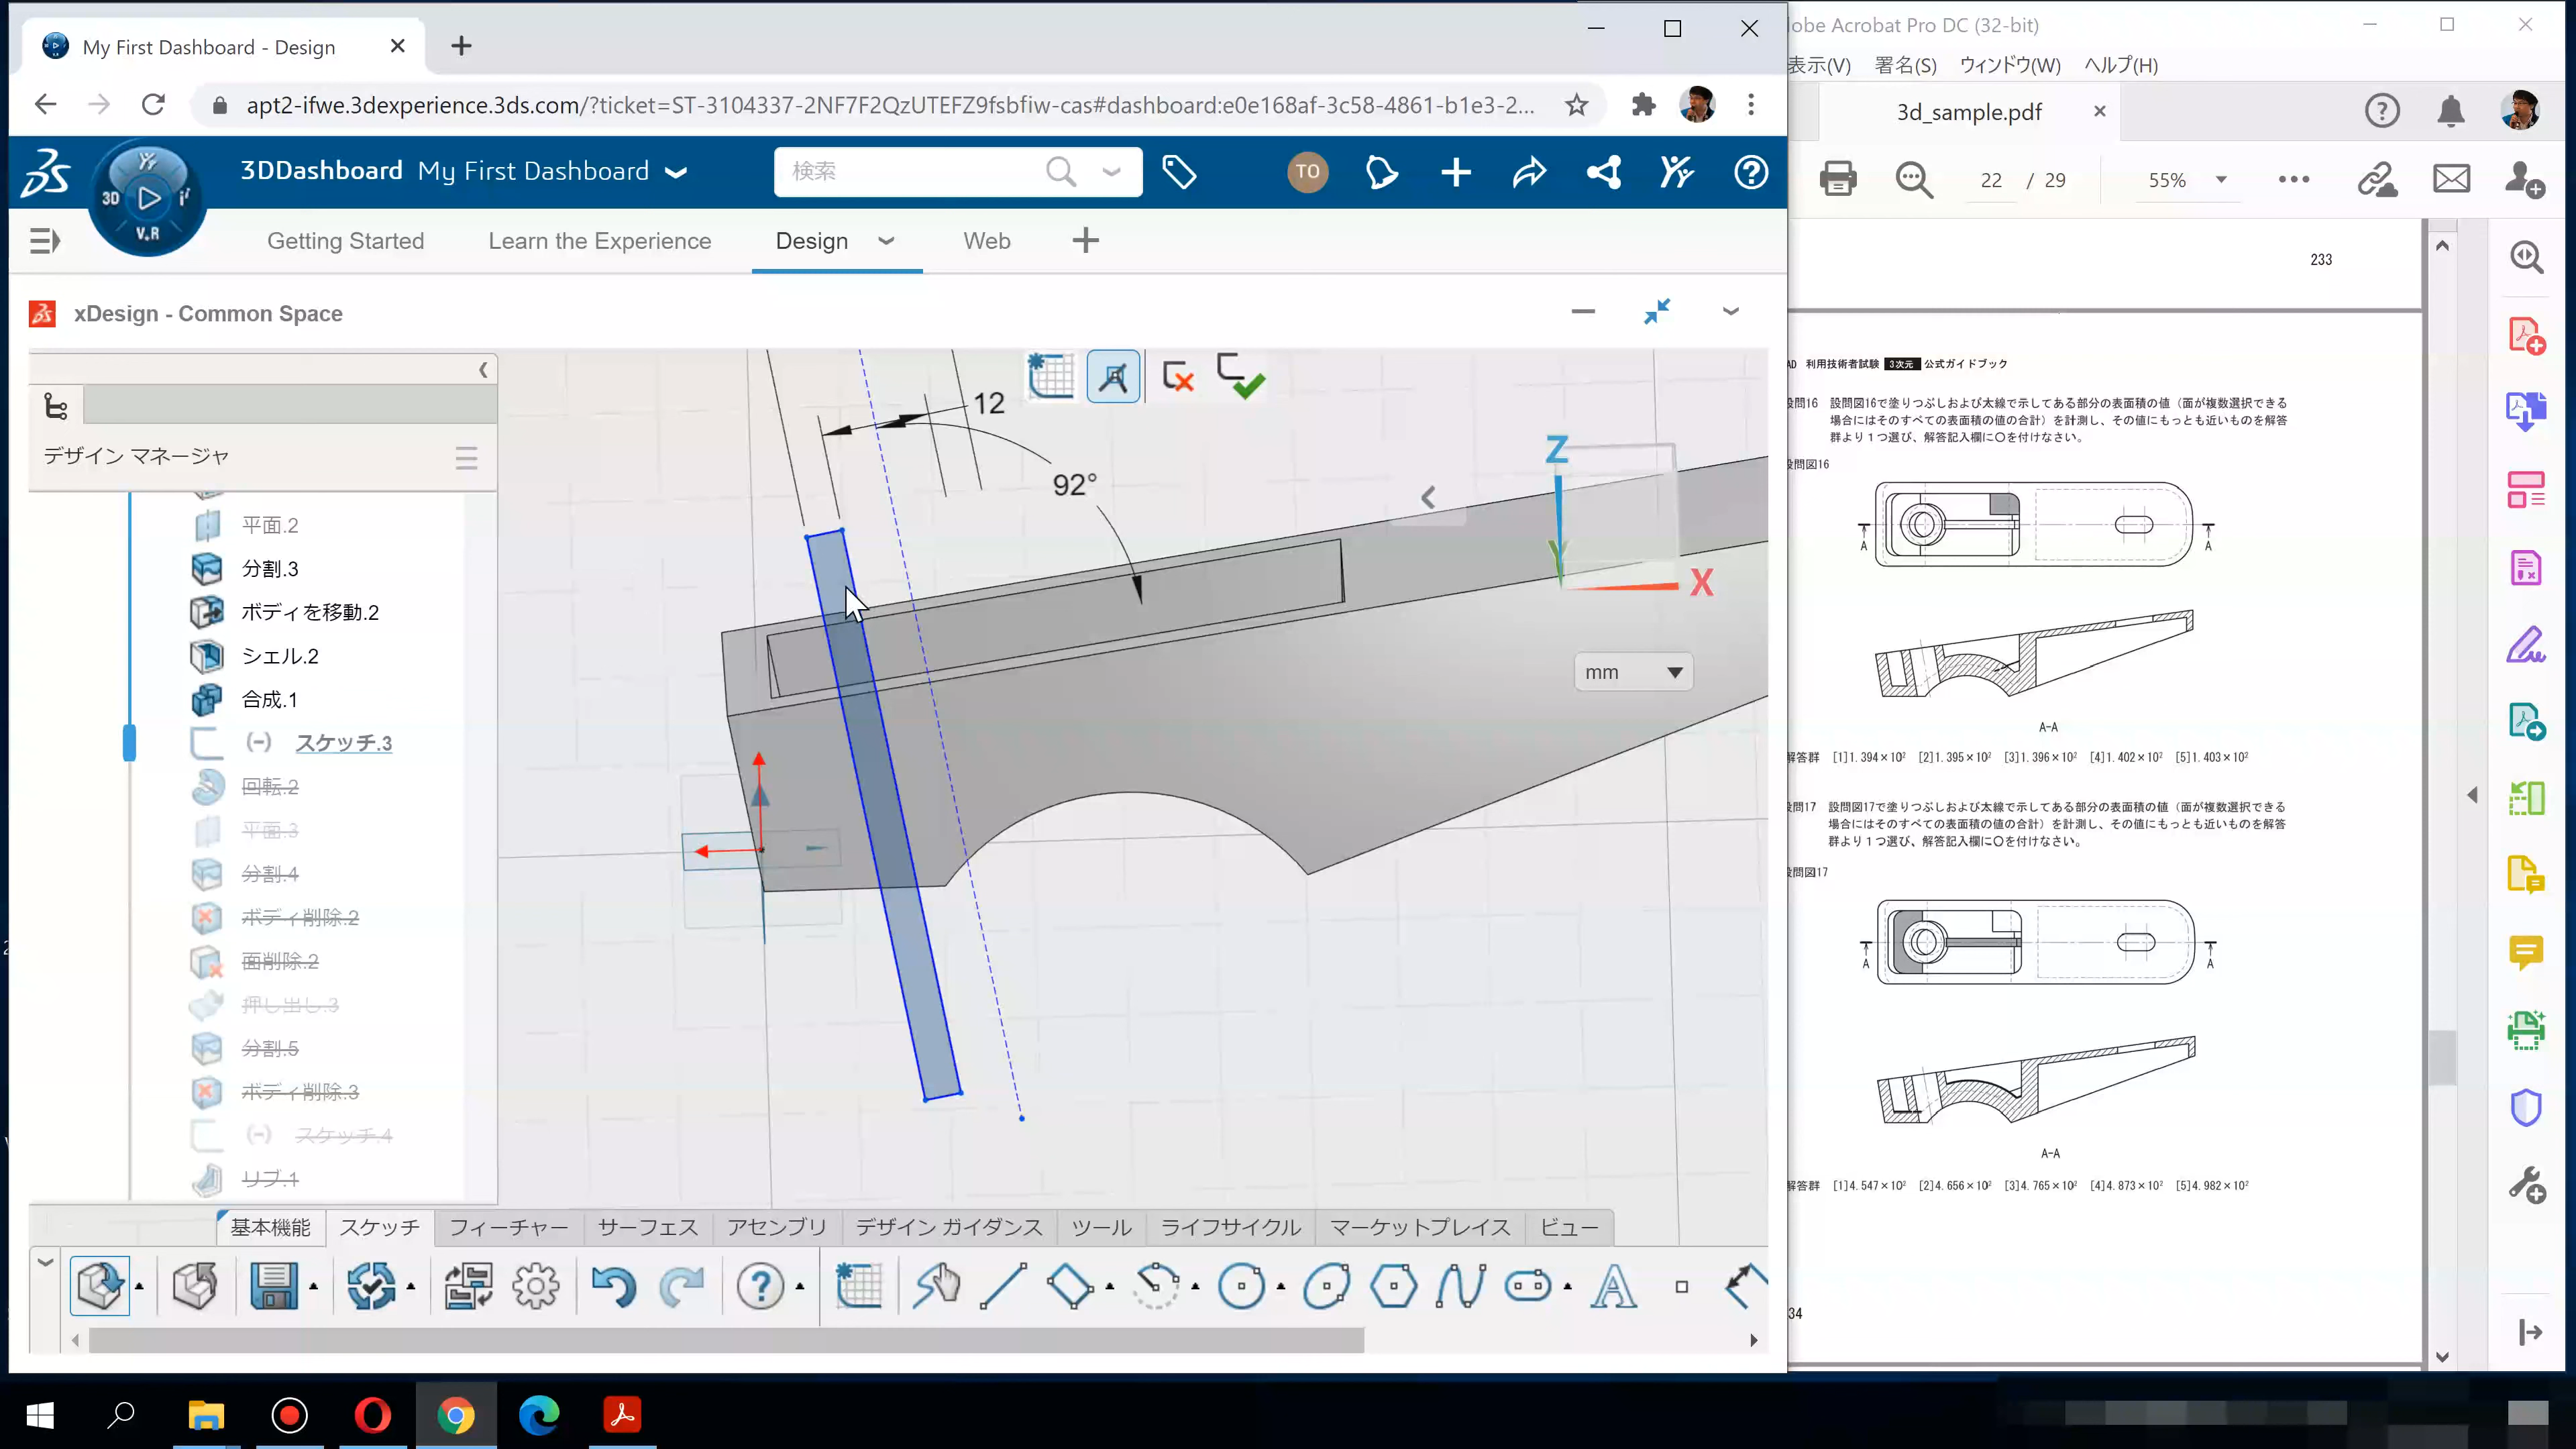 My First Dashboard - Design
apt2-ifwe.3dexperience.3ds.com/?ticket=ST-3104337-2NF7F2QzUTEFZ9fsbfiw-cas#dashboard:e0e168af-3c58-4861-b1e3-2...
3DDashboard My First Dashboard
検索
TO
3D
V.R
Getting Started
Learn the Experience
Design
Web
xDesign - Common Space
デザイン マネージャ
平面.2
分割.3
ボディを移動.2
シェル.2
合成.1
(-) スケッチ.3
回転.2
平面.3
分割.4
ボディ削除.2
面削除.2
押し出し.3
分割.5
ボディ削除.3
(-) スケッチ.4
リブ.1
12
92°
Z
Y
X
mm
基本機能
スケッチ
フィーチャー
サーフェス
アセンブリ
デザイン ガイダンス
ツール
ライフサイクル
マーケットプレイス
ビュー
obe Acrobat Pro DC (32-bit)
表示(V) 署名(S) ウィンドウ(W) ヘルプ(H)
3d_sample.pdf
22 / 29
55%
233
AD 利用技術者試験 3次元 公式ガイドブック
設問16 設問図16で塗りつぶしおよび太線で示してある部分の表面積の値（面が複数選択できる
場合にはそのすべての表面積の値の合計）を計測し、その値にもっとも近いものを解答
群より１つ選び、解答記入欄に○を付けなさい。
設問図16
A
A
A-A
解答群 [1]1.394×10² [2]1.395×10² [3]1.396×10² [4]1.402×10² [5]1.403×10²
設問17 設問図17で塗りつぶしおよび太線で示してある部分の表面積の値（面が複数選択できる
場合にはそのすべての表面積の値の合計）を計測し、その値にもっとも近いものを解答
群より１つ選び、解答記入欄に○を付けなさい。
設問図17
A
A
A-A
解答群 [1]4.547×10² [2]4.656×10² [3]4.765×10² [4]4.873×10² [5]4.982×10²
34